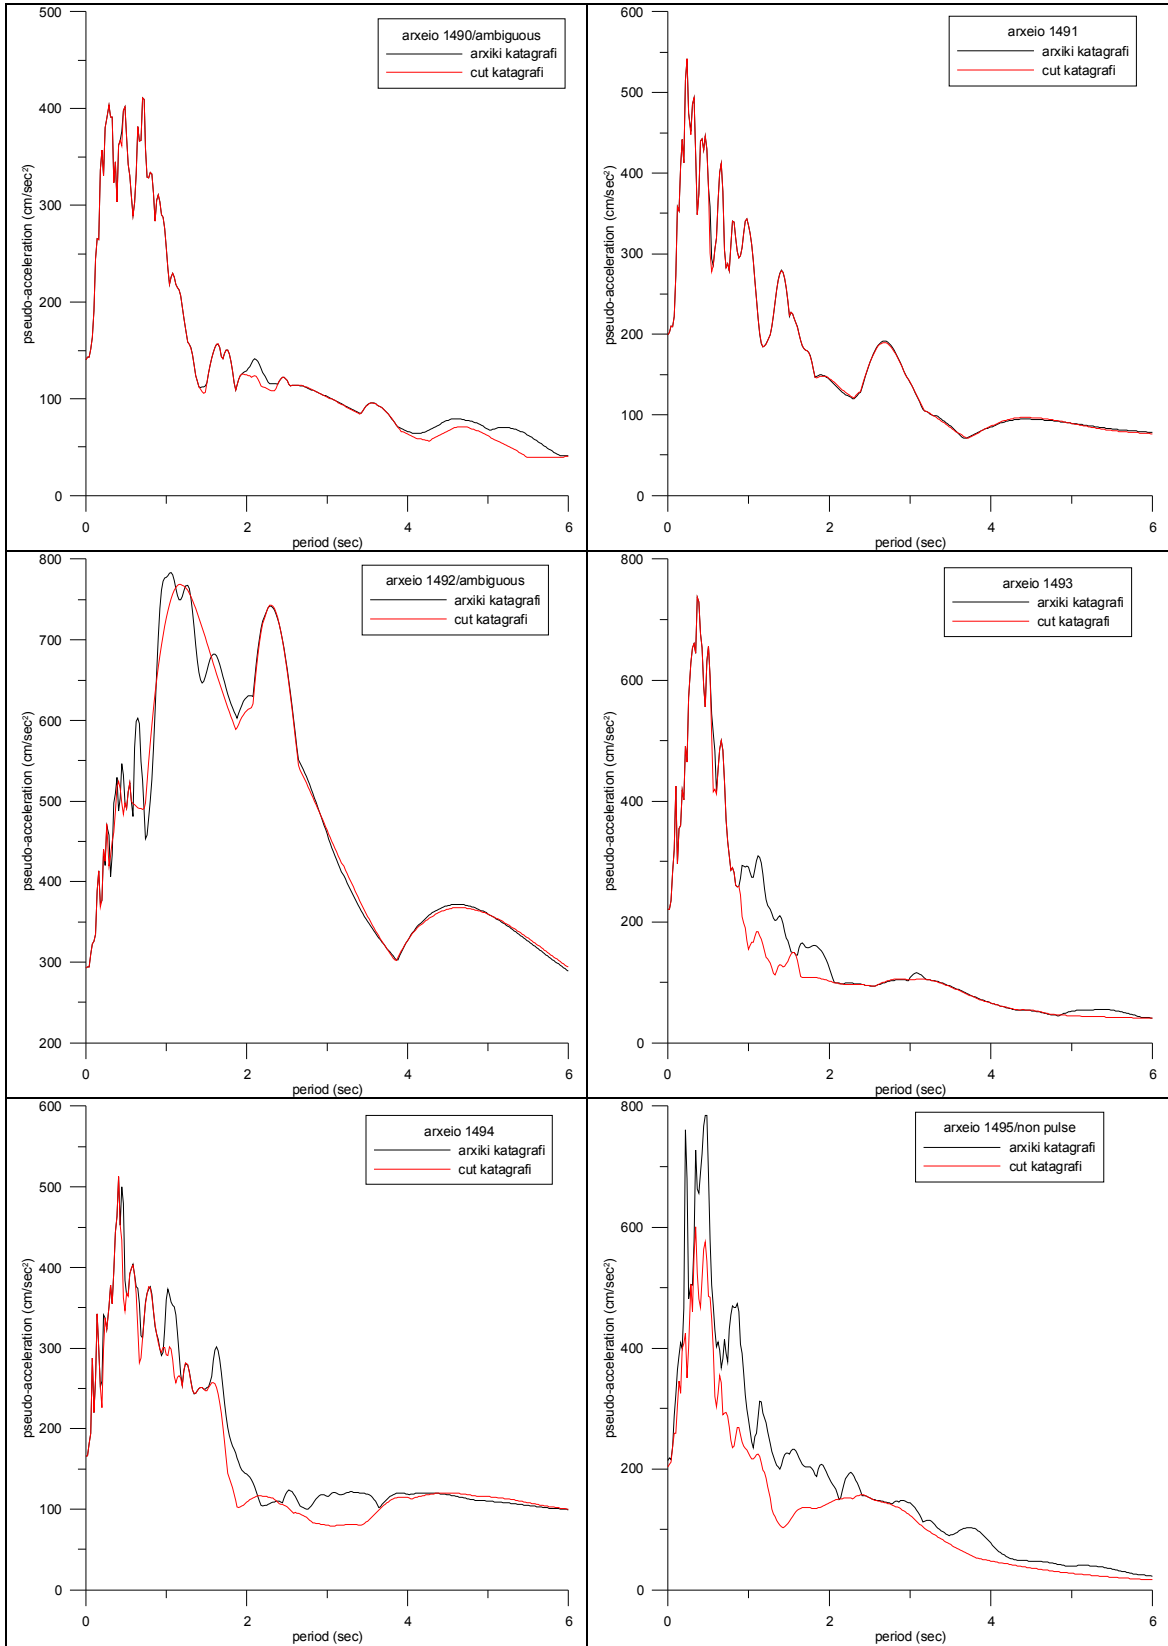 500
400
300
200
100
0
pseudo-acceleration (cm/sec²)
arxeio 1490/ambiguous
arxiki katagrafi
cut katagrafi
0 2 4 6
period (sec)
600
500
400
300
200
100
0
pseudo-acceleration (cm/sec²)
arxeio 1491
arxiki katagrafi
cut katagrafi
0 2 4 6
period (sec)
800
700
600
500
400
300
200
pseudo-acceleration (cm/sec²)
arxeio 1492/ambiguous
arxiki katagrafi
cut katagrafi
0 2 4 6
period (sec)
800
600
400
200
0
pseudo-acceleration (cm/sec²)
arxeio 1493
arxiki katagrafi
cut katagrafi
0 2 4 6
period (sec)
600
500
400
300
200
100
0
pseudo-acceleration (cm/sec²)
arxeio 1494
arxiki katagrafi
cut katagrafi
0 2 4 6
period (sec)
800
600
400
200
0
pseudo-acceleration (cm/sec²)
arxeio 1495/non pulse
arxiki katagrafi
cut katagrafi
0 2 4 6
period (sec)